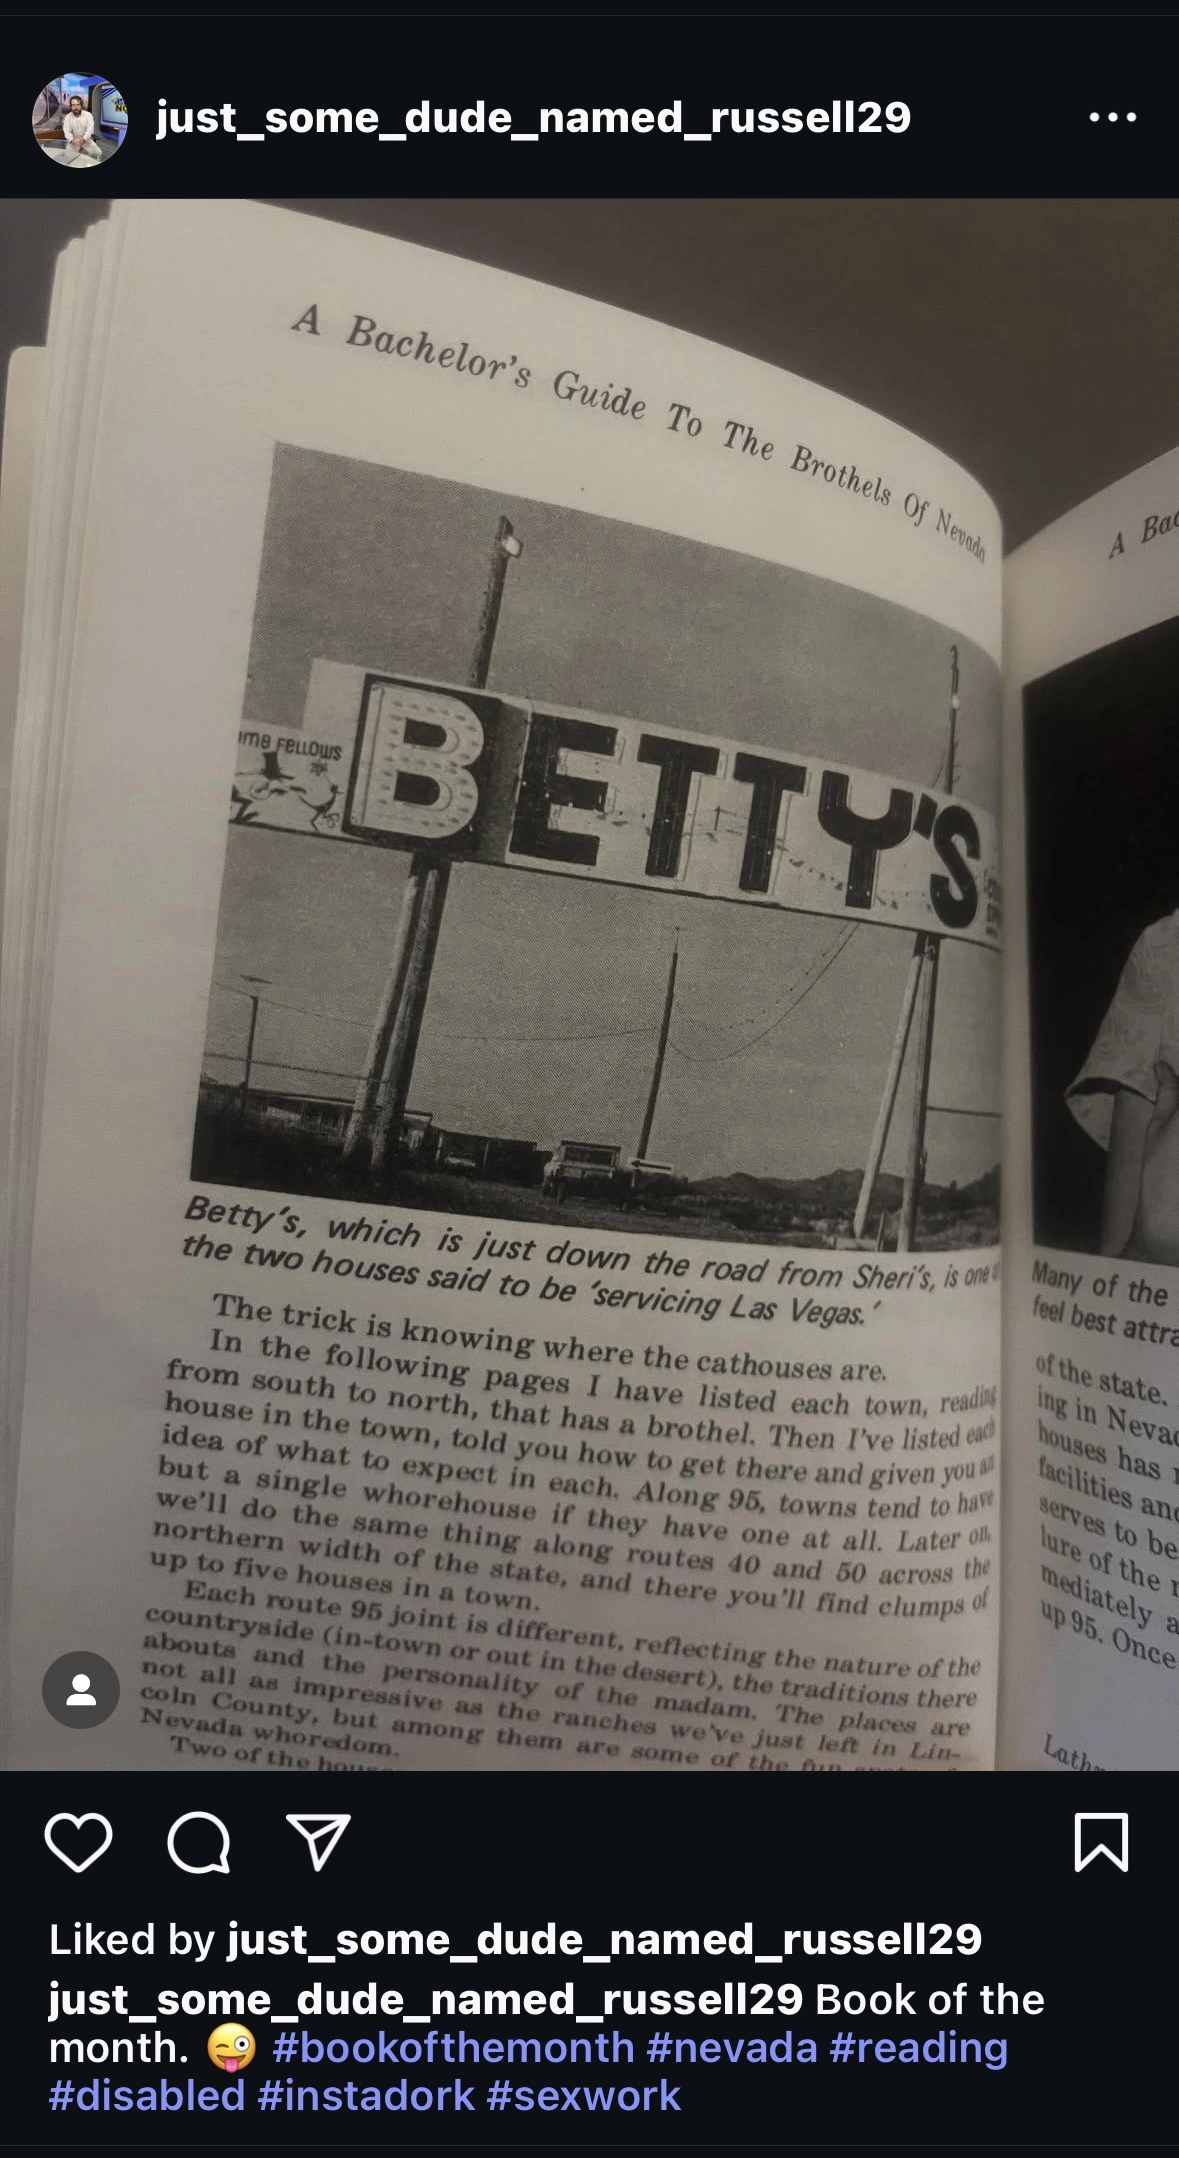 just_some_dude_named_russell29
A Bachelor's Guide To The Brothels Of Nevada
A Bac
FELLOWS
BETTY'S
Betty's, which is just down the road from Sheri's, is one
the two houses said to be 'servicing Las Vegas.'
The trick is knowing where the cathouses are.
In the following pages I have listed each town, reading
from south to north, that has a brothel. Then I've listed each
house in the town, told you how to get there and given you an
idea of what to expect in each. Along 95, towns tend to have
but a single whorehouse if they have one at all. Later on,
we'll do the same thing along routes 40 and 50 across the
northern width of the state, and there you'll find clumps of
up to five houses in a town.
Each route 95 joint is different, reflecting the nature of the
countryside (in-town or out in the desert), the traditions there
abouts and the personality of the madam. The places are
not all as impressive as the ranches we've just left in Lin-
coln County, but among them are some of the fun
Nevada whoredom.
Two of the
Many of the
feel best attra
of the state.
ing in Nevad
houses has
facilities and
serves to be
lure of the
mediately a
up 95. Once
Liked by just_some_dude_named_russell29
just_some_dude_named_russell29 Book of the
month. 😜 #bookofthemonth #nevada #reading
#disabled #instadork #sexwork